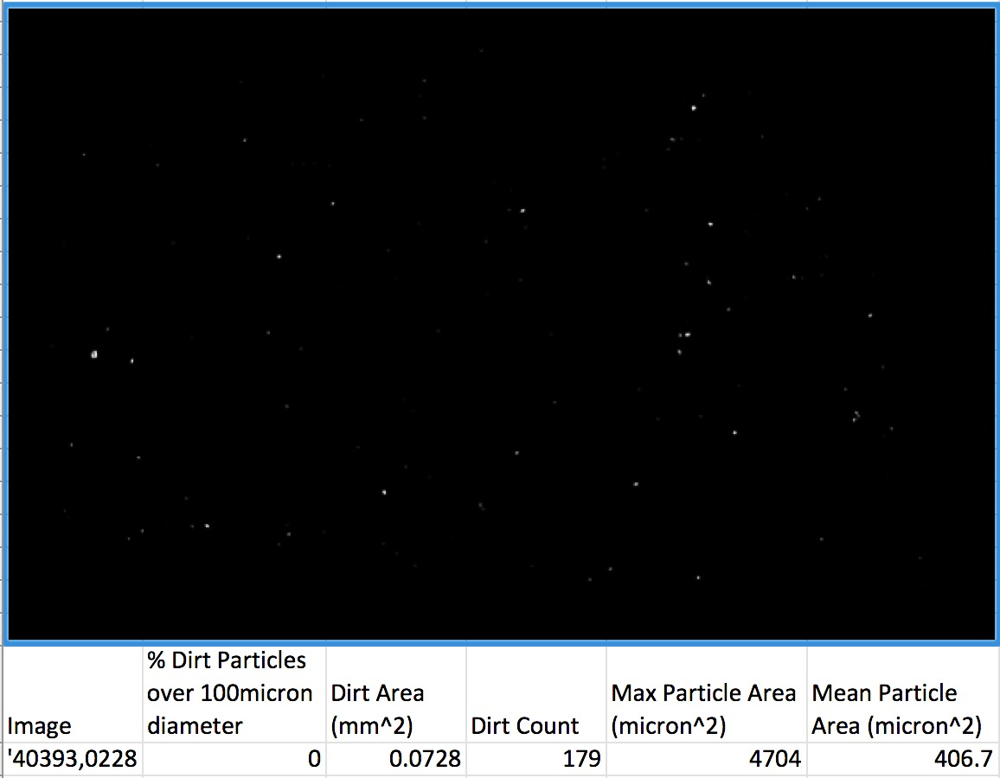 Image
% Dirt Particles
over 100micron
diameter
Dirt Area
(mm^2)
Dirt Count
Max Particle Area
(micron^2)
Mean Particle
Area (micron^2)
'40393,0228 0 0.0728 179 4704 406.7